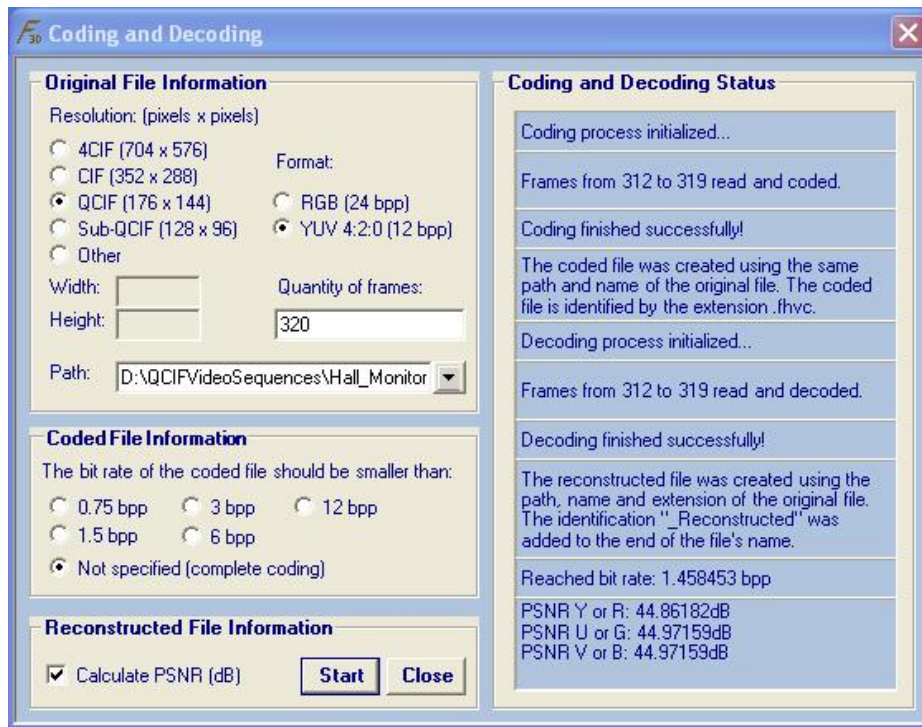 F3D Coding and Decoding
Original File Information
Resolution: (pixels x pixels)
4CIF (704 x 576)
CIF (352 x 288)
QCIF (176 x 144)
Sub-QCIF (128 x 96)
Other
Format:
RGB (24 bpp)
YUV 4:2:0 (12 bpp)
Width:
Height:
Quantity of frames:
320
Path:
D:\QCIFVideoSequences\Hall_Monitor
Coded File Information
The bit rate of the coded file should be smaller than:
0.75 bpp
3 bpp
12 bpp
1.5 bpp
6 bpp
Not specified (complete coding)
Reconstructed File Information
Calculate PSNR (dB)
Start
Close
Coding and Decoding Status
Coding process initialized...
Frames from 312 to 319 read and coded.
Coding finished successfully!
The coded file was created using the same
path and name of the original file. The coded
file is identified by the extension .fhvc.
Decoding process initialized...
Frames from 312 to 319 read and decoded.
Decoding finished successfully!
The reconstructed file was created using the
path, name and extension of the original file.
The identification "_Reconstructed" was
added to the end of the file's name.
Reached bit rate: 1.458453 bpp
PSNR Y or R: 44.86182dB
PSNR U or G: 44.97159dB
PSNR V or B: 44.97159dB